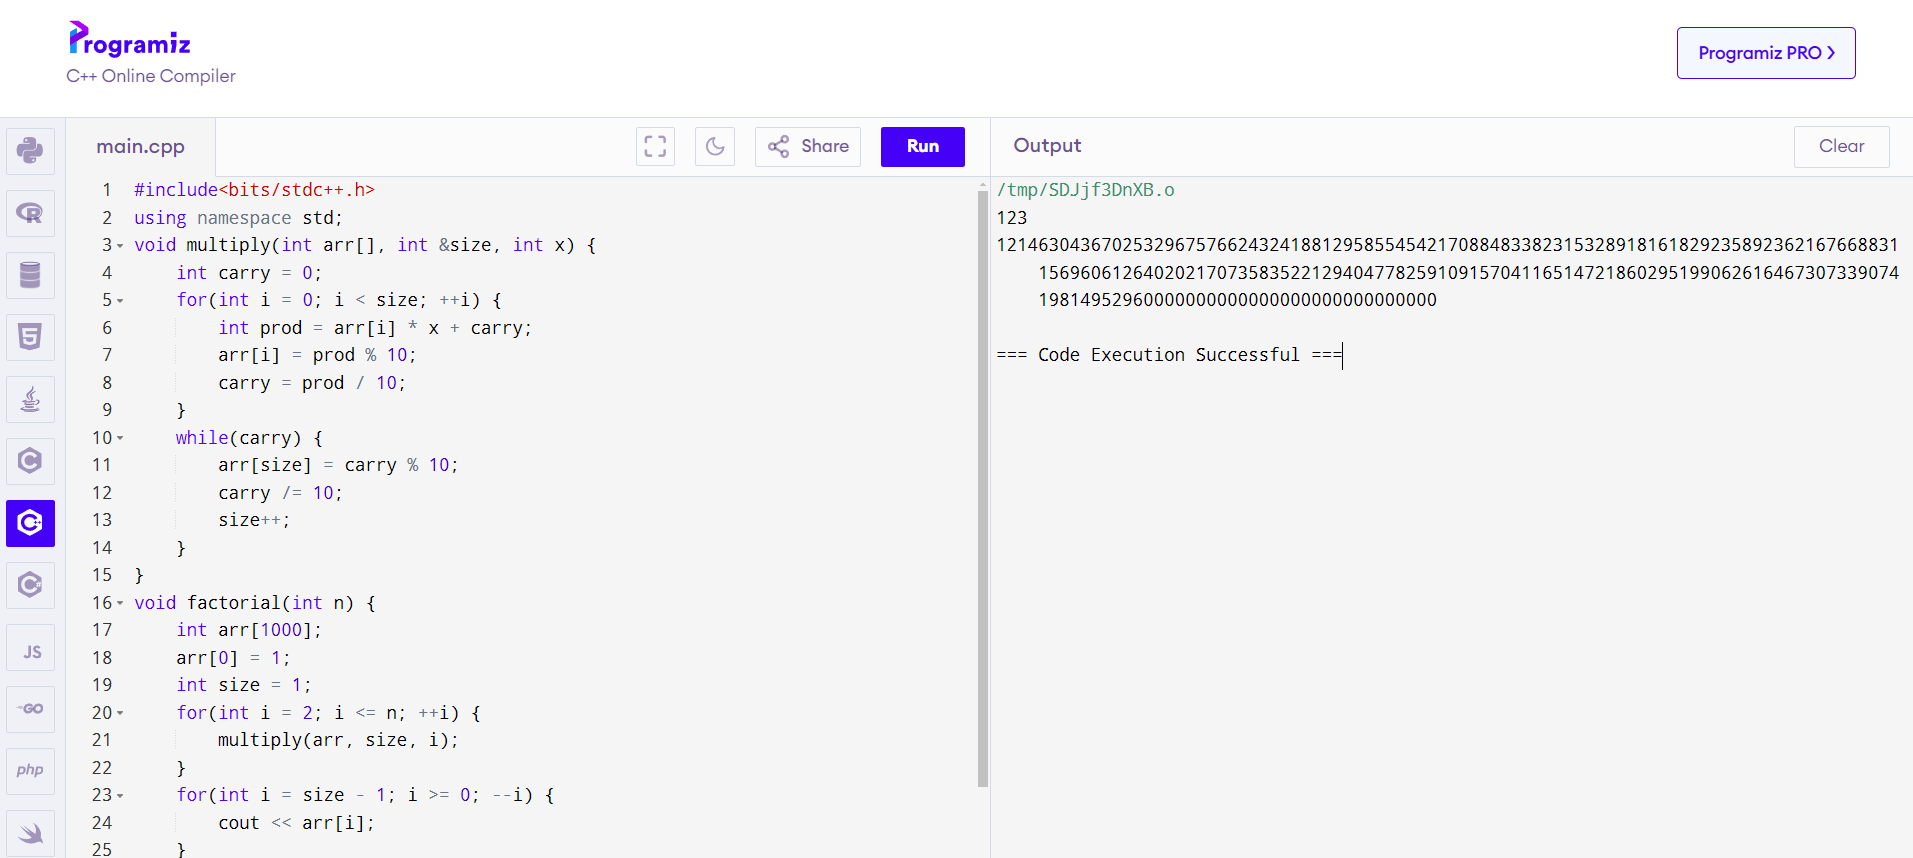 Programiz
C++ Online Compiler
Programiz PRO >
main.cpp
Share
Run
Output
Clear
1 #include<bits/stdc++.h>
2 using namespace std;
3 void multiply(int arr[], int &size, int x) {
4     int carry = 0;
5     for(int i = 0; i < size; ++i) {
6         int prod = arr[i] * x + carry;
7         arr[i] = prod % 10;
8         carry = prod / 10;
9     }
10     while(carry) {
11         arr[size] = carry % 10;
12         carry /= 10;
13         size++;
14     }
15 }
16 void factorial(int n) {
17     int arr[1000];
18     arr[0] = 1;
19     int size = 1;
20     for(int i = 2; i <= n; ++i) {
21         multiply(arr, size, i);
22     }
23     for(int i = size - 1; i >= 0; --i) {
24         cout << arr[i];
25     }
/tmp/SDJjf3DnXB.o
123
12146304367025329675766243241881295855454217088483382315328918161829235892362167668831
1569606126402021707358352212940477825910915704116514721860295199062616467307339074
19814952960000000000000000000000000000
=== Code Execution Successful ===
R
5
C
C++
C#
JS
GO
php